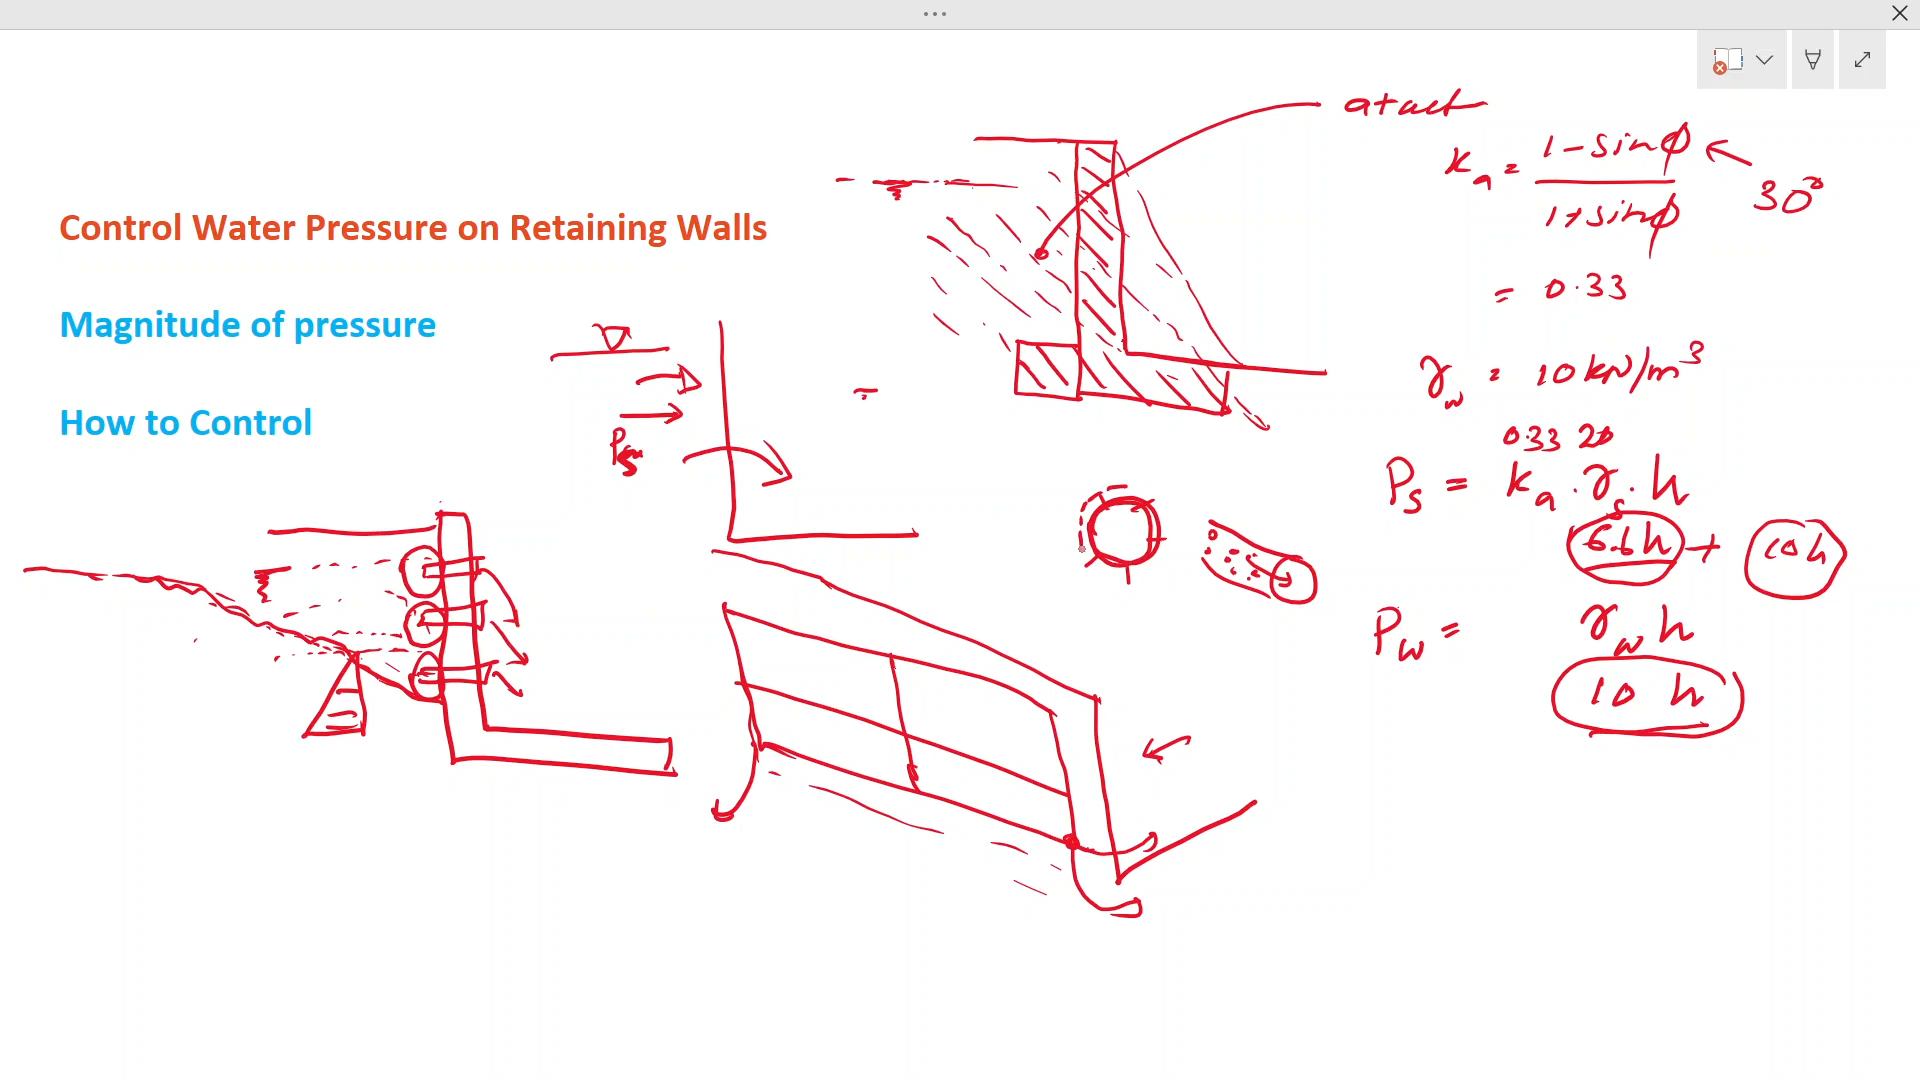 Control Water Pressure on Retaining Walls
Magnitude of pressure
How to Control
Ka = 1 - sinϕ / 1 + sinϕ
30°
= 0.33
γw = 10 kN/m³
0.33 20
Ps = Ka . γs . h
6.6h + 10h
Pw = γw h
10 h
Ps